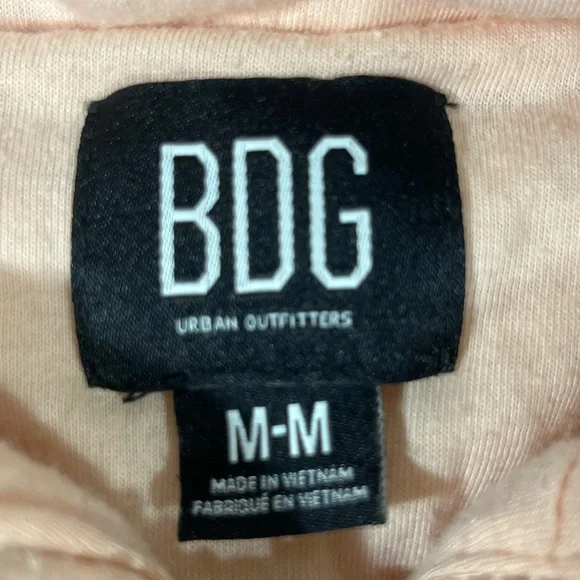 BDG
URBAN OUTFITTERS
M-M
MADE IN VIETNAM
FABRIQUÉ EN VIETNAM